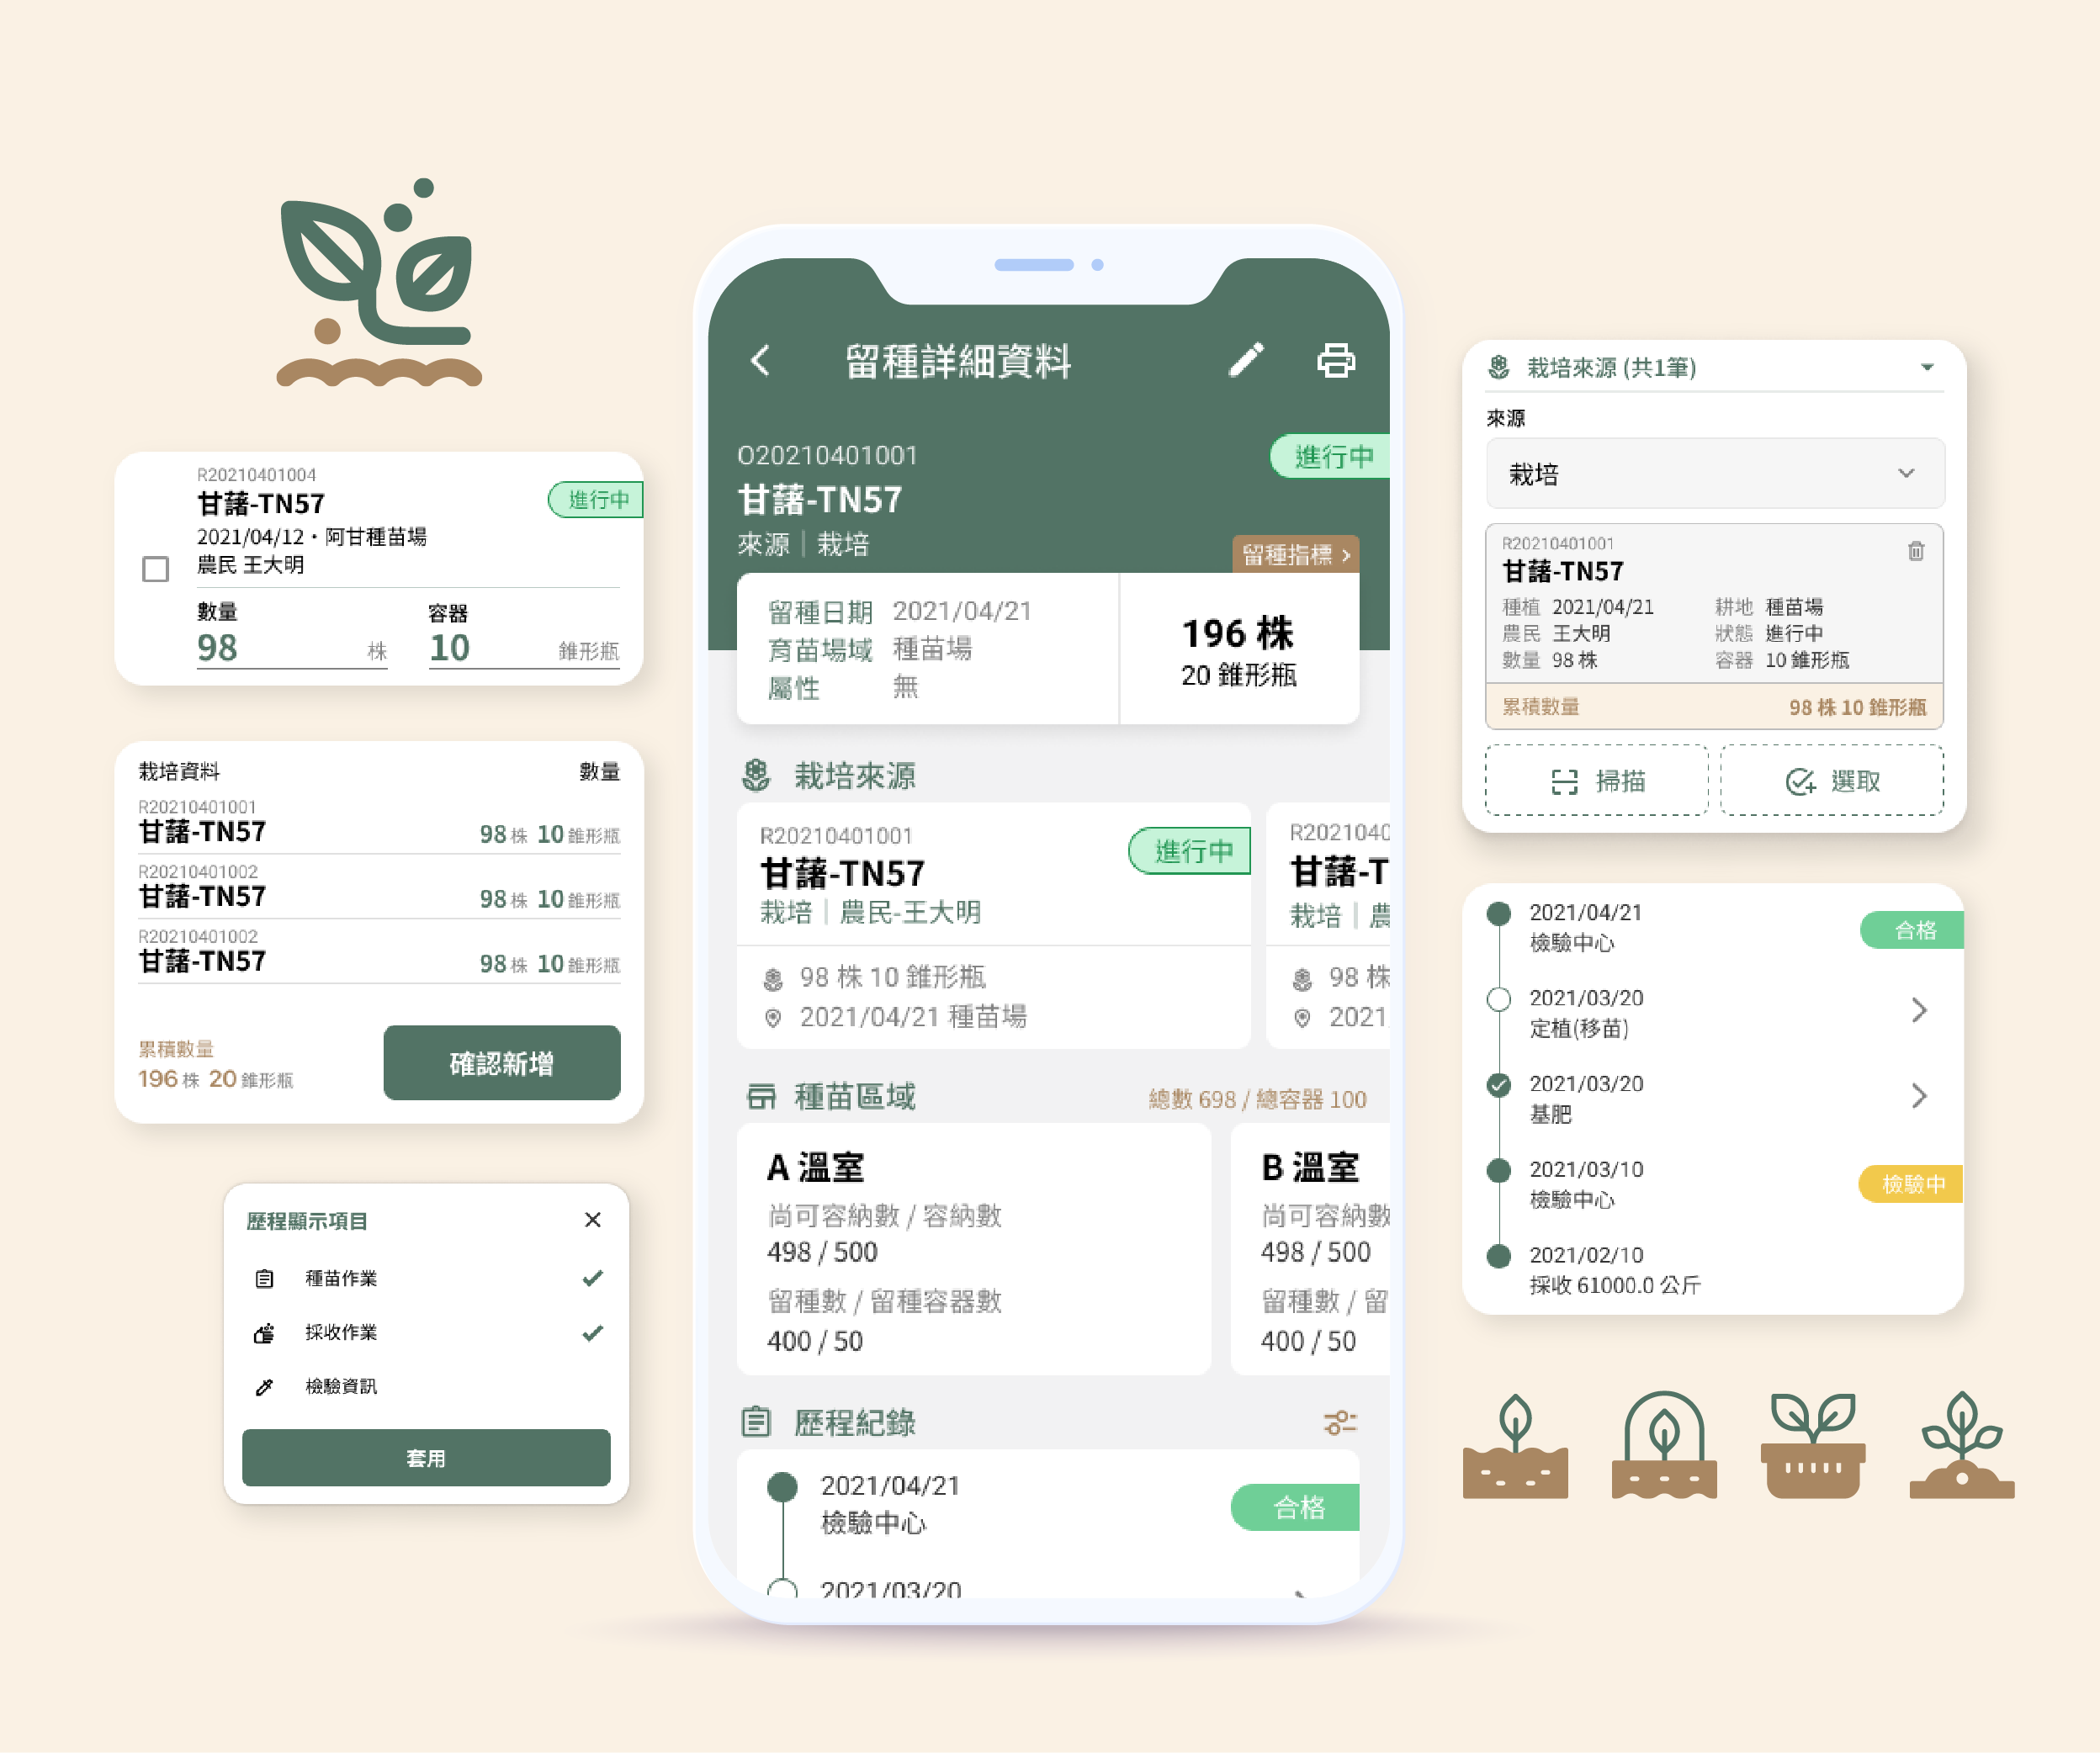 R20210401004
甘藷-TN57
進行中
2021/04/12・阿甘種苗場
農民 王大明
數量 容器
98 株 10 錐形瓶
栽培資料 數量
R20210401001
甘藷-TN57 98 株 10 錐形瓶
R20210401002
甘藷-TN57 98 株 10 錐形瓶
R20210401002
甘藷-TN57 98 株 10 錐形瓶
累積數量
196 株 20 錐形瓶
確認新增
歷程顯示項目
種苗作業
採收作業
檢驗資訊
套用
留種詳細資料
O20210401001
進行中
甘藷-TN57
來源｜栽培
留種指標
留種日期 2021/04/21
育苗場域 種苗場
屬性 無
196 株
20 錐形瓶
栽培來源
R20210401001
進行中
甘藷-TN57
栽培｜農民-王大明
98 株 10 錐形瓶
2021/04/21 種苗場
R2021040
甘藷-T
栽培｜農
98 株
2021
種苗區域
總數 698 / 總容器 100
A 溫室
尚可容納數 / 容納數
498 / 500
留種數 / 留種容器數
400 / 50
B 溫室
尚可容納數
498 / 500
留種數 / 留
400 / 50
歷程紀錄
2021/04/21
檢驗中心
合格
2021/03/20
栽培來源 (共1筆)
來源
栽培
R20210401001
甘藷-TN57
種植 2021/04/21 耕地 種苗場
農民 王大明 狀態 進行中
數量 98 株 容器 10 錐形瓶
累積數量 98 株 10 錐形瓶
掃描 選取
2021/04/21
檢驗中心
合格
2021/03/20
定植(移苗)
2021/03/20
基肥
2021/03/10
檢驗中心
檢驗中
2021/02/10
採收 61000.0 公斤